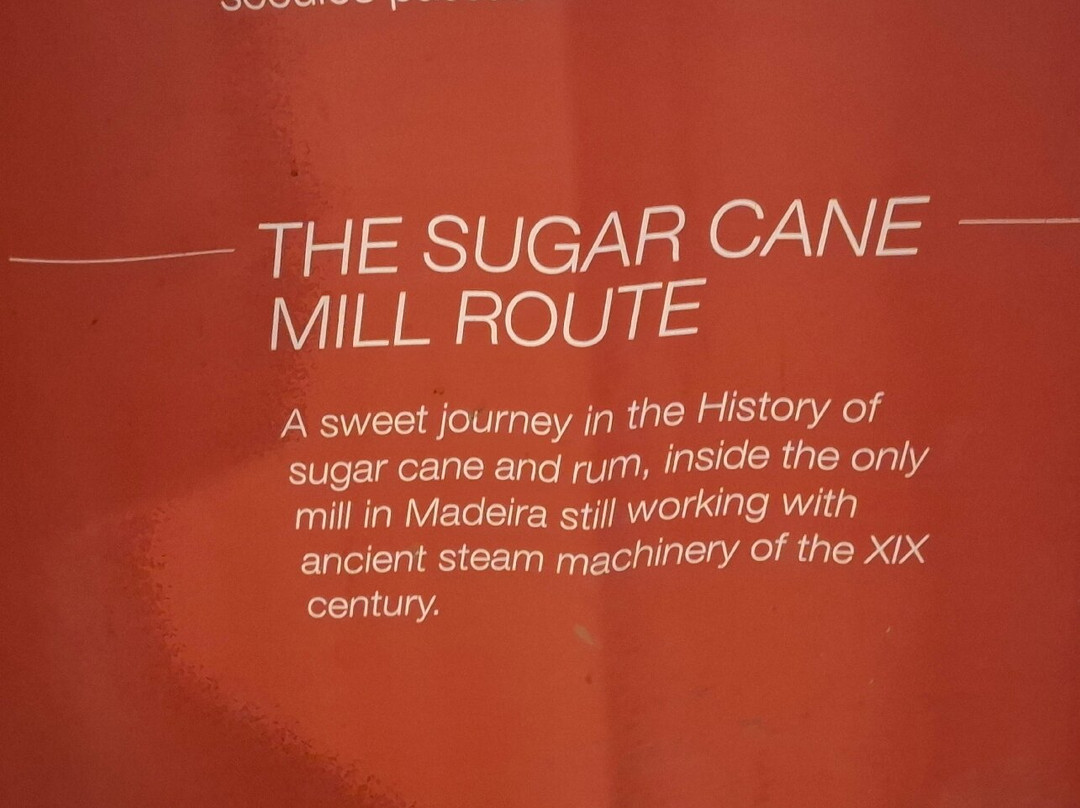 THE SUGAR CANE
MILL ROUTE
A sweet journey in the History of
sugar cane and rum, inside the only
mill in Madeira still working with
ancient steam machinery of the XIX
century.